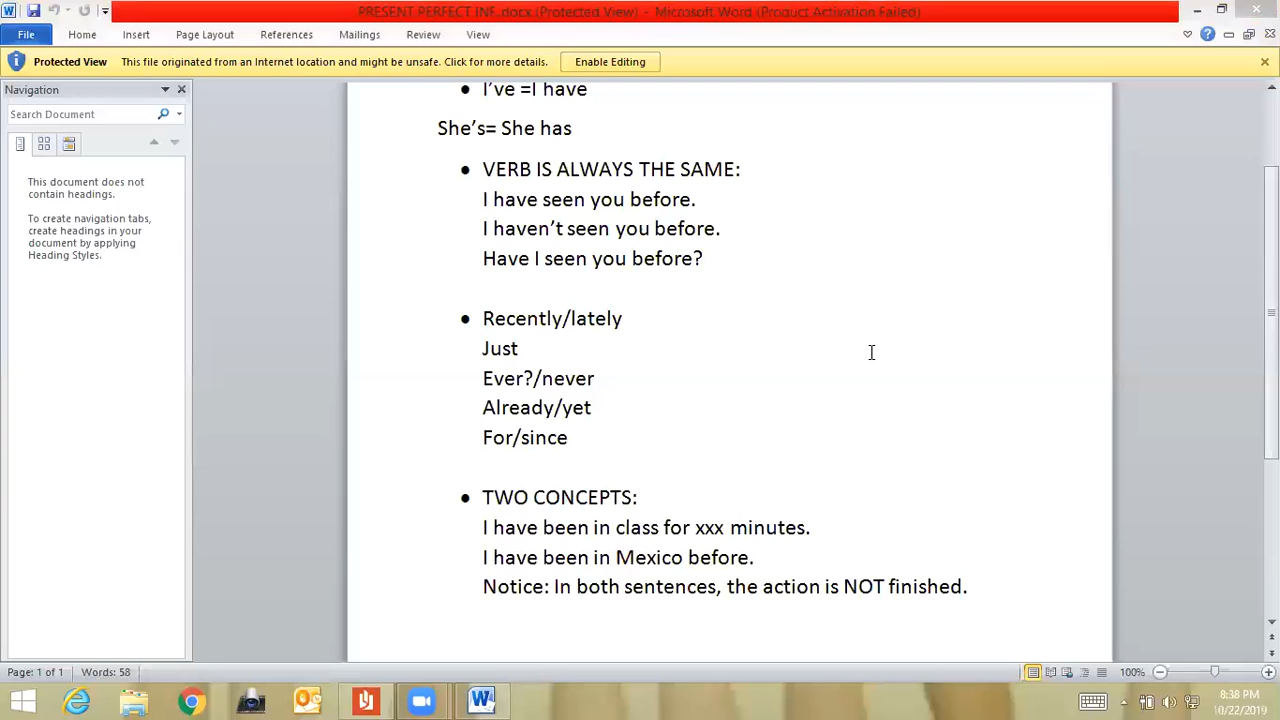 PRESENT PERFECT INF.docx (Protected View) - Microsoft Word (Product Activation Failed)
File Home Insert Page Layout References Mailings Review View
Protected View This file originated from an Internet location and might be unsafe. Click for more details. Enable Editing
Navigation
Search Document
This document does not
contain headings.
To create navigation tabs,
create headings in your
document by applying
Heading Styles.
• I've =I have
She's= She has
• VERB IS ALWAYS THE SAME:
I have seen you before.
I haven't seen you before.
Have I seen you before?
• Recently/lately
Just
Ever?/never
Already/yet
For/since
• TWO CONCEPTS:
I have been in class for xxx minutes.
I have been in Mexico before.
Notice: In both sentences, the action is NOT finished.
Page: 1 of 1 Words: 58 100%
8:38 PM
10/22/2019